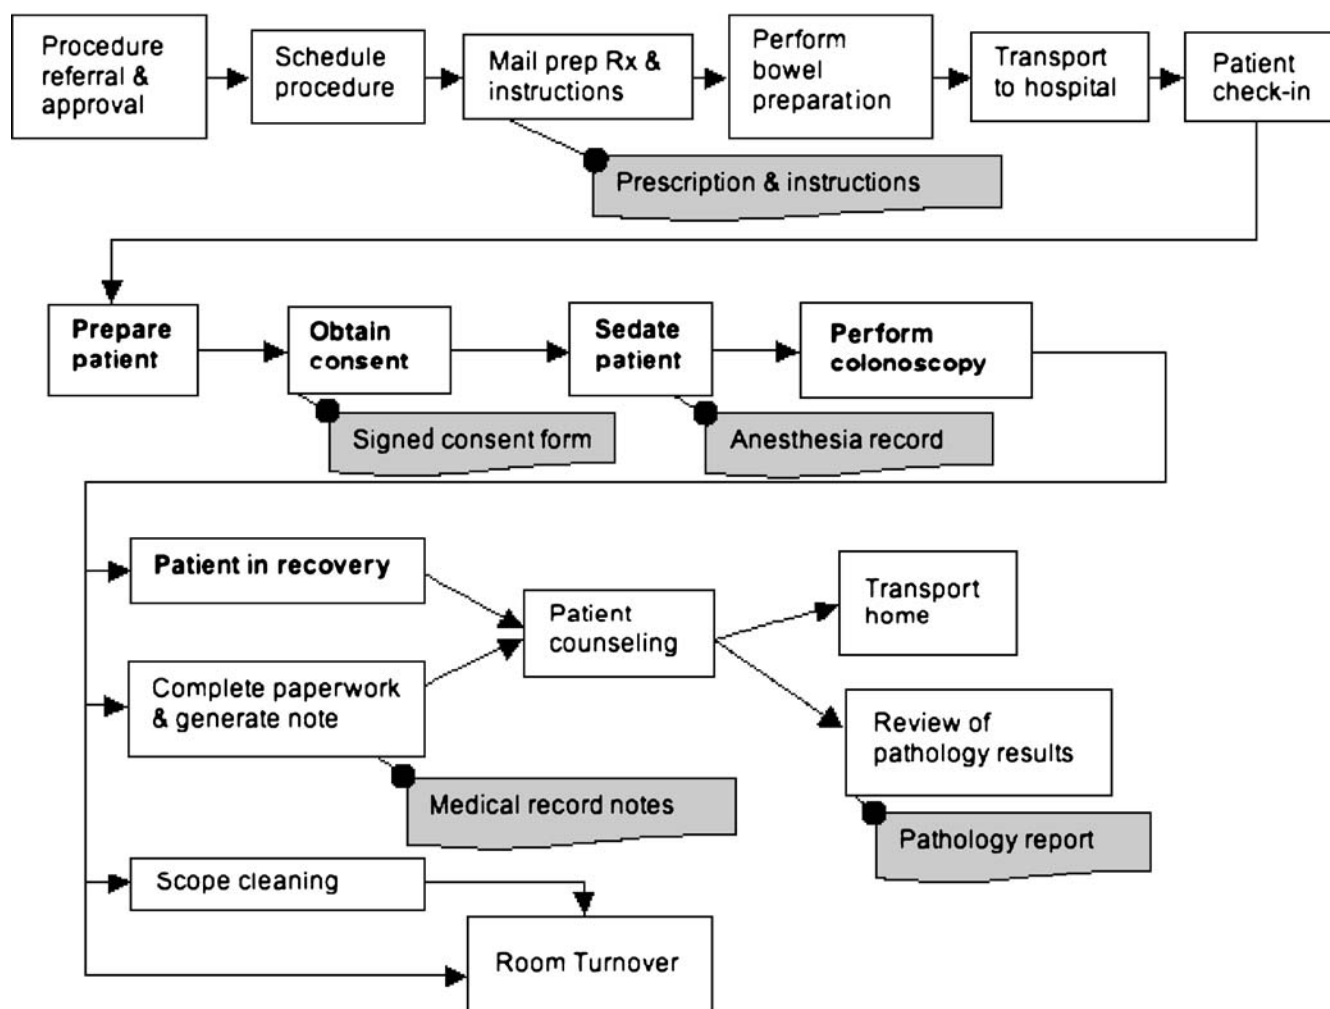 Procedure
referral &
approval
Schedule
procedure
Mail prep Rx &
instructions
Perform
bowel
preparation
Transport
to hospital
Patient
check-in
Prescription & instructions
Prepare
patient
Obtain
consent
Sedate
patient
Perform
colonoscopy
Signed consent form
Anesthesia record
Patient in recovery
Patient
counseling
Transport
home
Complete paperwork
& generate note
Review of
pathology results
Medical record notes
Pathology report
Scope cleaning
Room Turnover